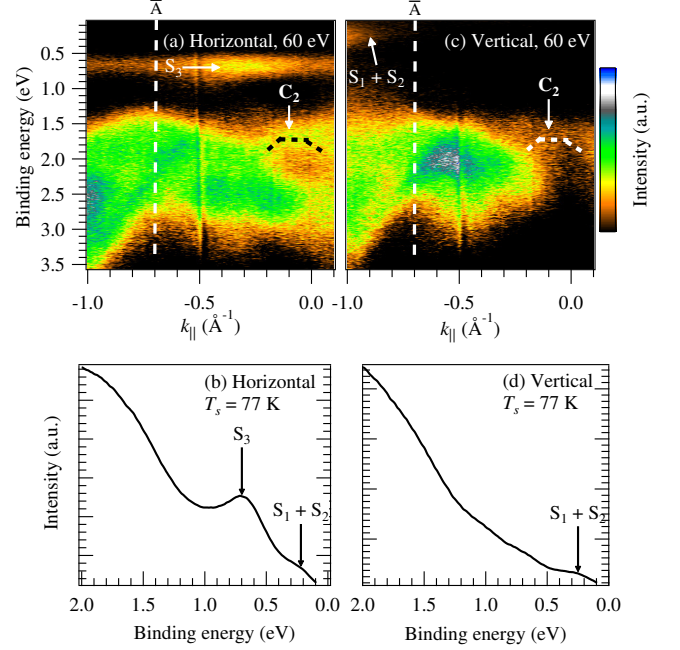 A̅
A̅
(a) Horizontal, 60 eV
(c) Vertical, 60 eV
S₃
S₁ + S₂
C₂
C₂
Binding energy (eV)
0.5
1.0
1.5
2.0
2.5
3.0
3.5
Intensity (a.u.)
-1.0
-0.5
0.0
-1.0
-0.5
0.0
k|| (Å⁻¹)
k|| (Å⁻¹)
(b) Horizontal
Tₛ = 77 K
S₃
S₁ + S₂
(d) Vertical
Tₛ = 77 K
S₁ + S₂
Intensity (a.u.)
2.0
1.5
1.0
0.5
0.0
2.0
1.5
1.0
0.5
0.0
Binding energy (eV)
Binding energy (eV)